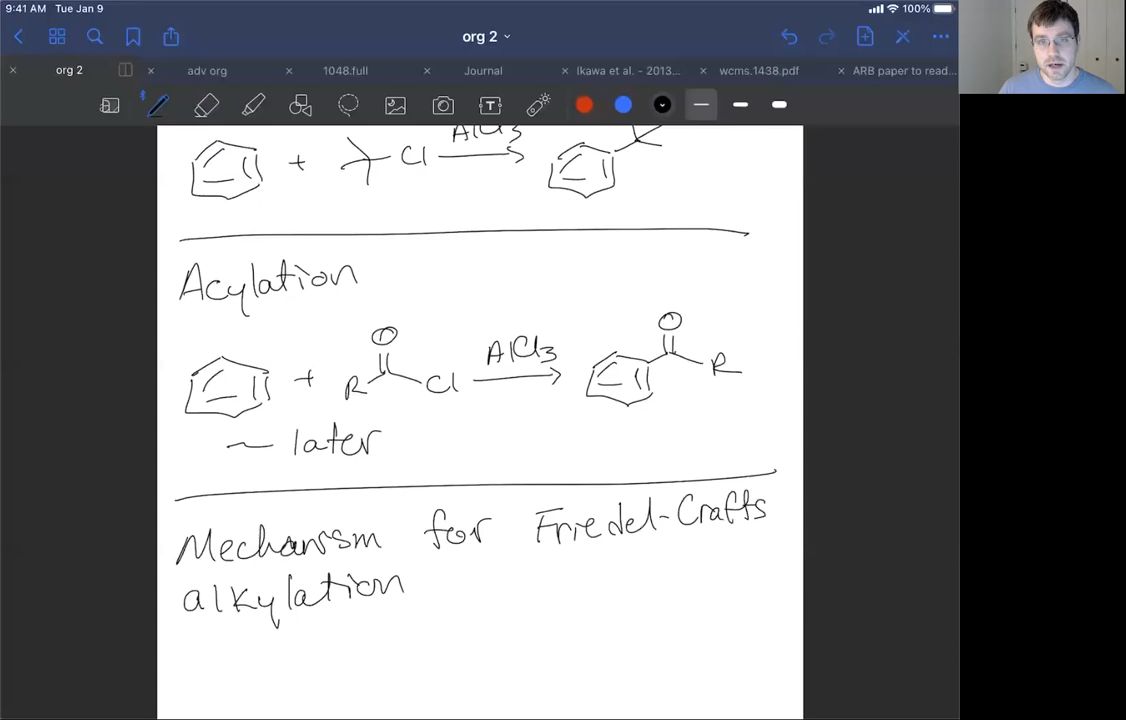 9:41 AM Tue Jan 9
100%
org 2
org 2
adv org
1048.full
Journal
Ikawa et al. - 2013...
wcms.1438.pdf
ARB paper to read...
+ Cl AlCl3
Acylation
+ R O Cl AlCl3 O R
~ later
Mechanism for Friedel-Crafts
alkylation